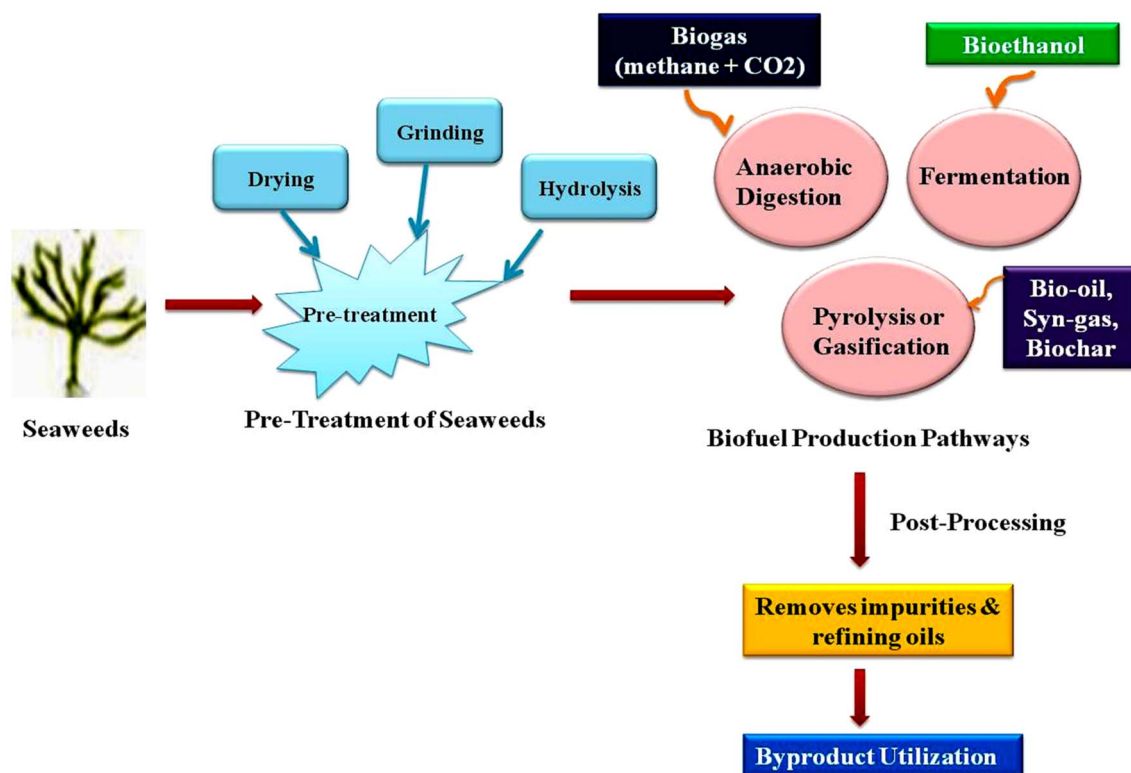 Biogas
(methane + CO2)
Bioethanol
Grinding
Drying
Hydrolysis
Anaerobic
Digestion
Fermentation
Pre-treatment
Bio-oil,
Syn-gas,
Biochar
Pyrolysis or
Gasification
Seaweeds
Pre-Treatment of Seaweeds
Biofuel Production Pathways
Post-Processing
Removes impurities &
refining oils
Byproduct Utilization